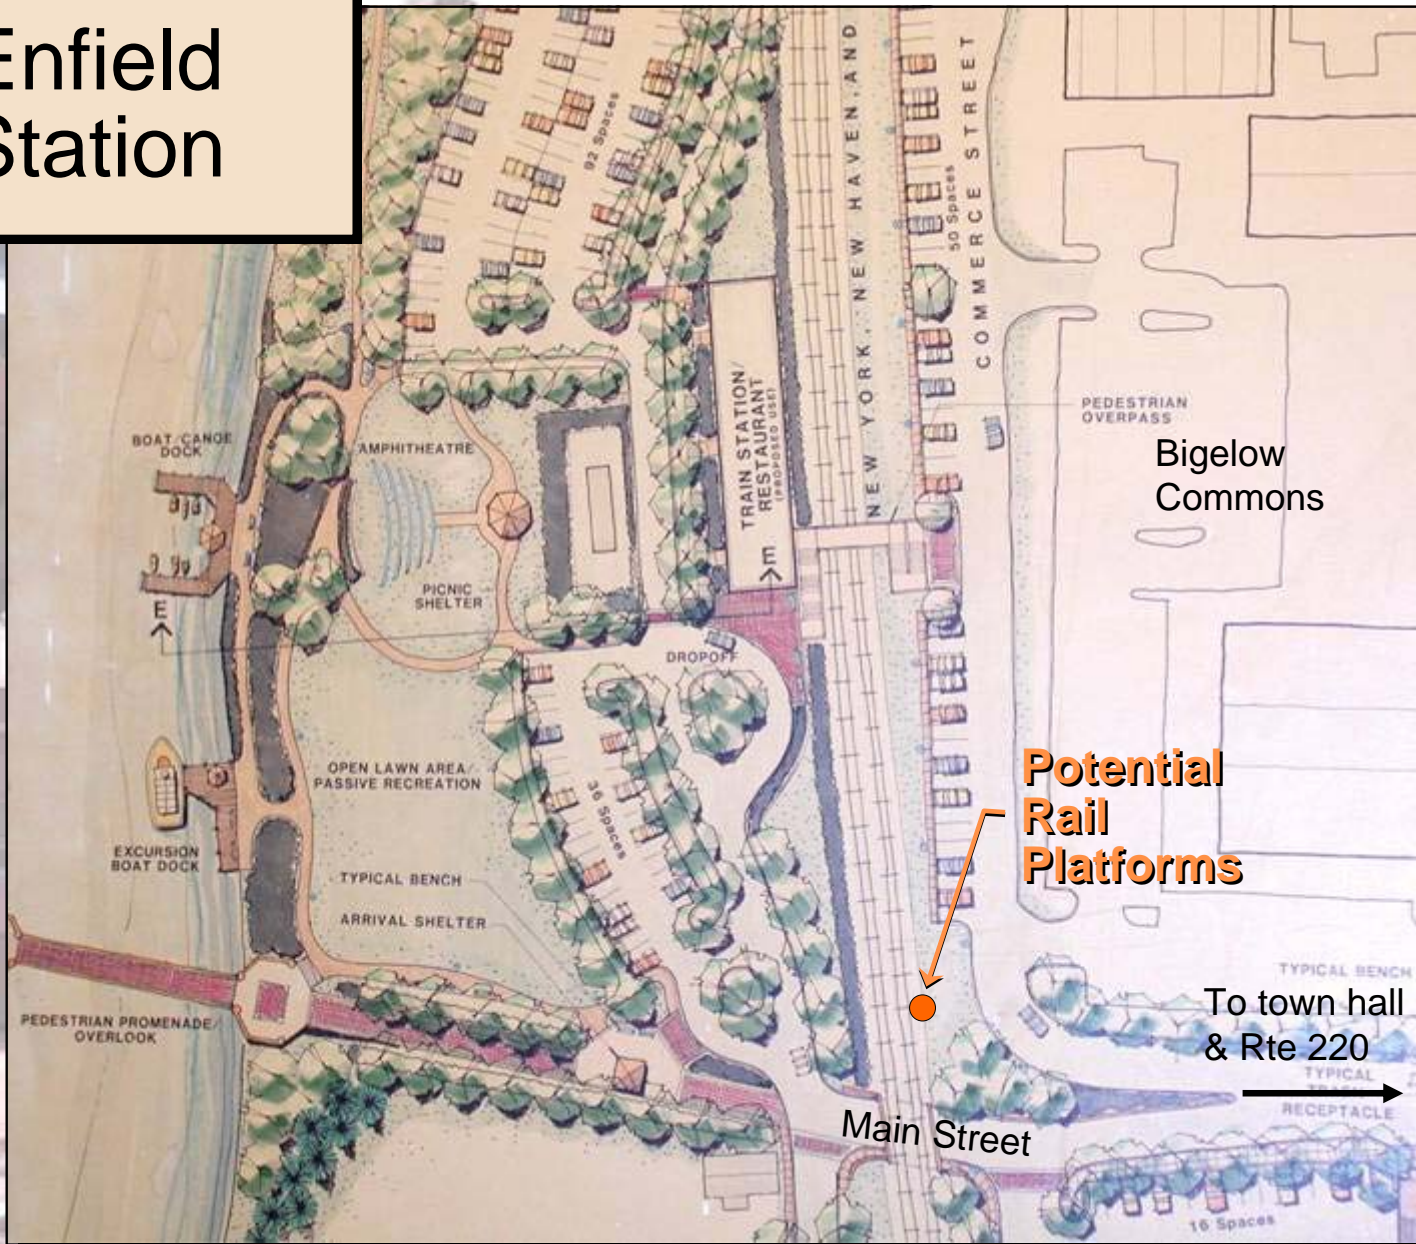 Enfield
Station
92 Spaces
NEW YORK, NEW HAVEN, AND
50 Spaces
COMMERCE STREET
PEDESTRIAN
OVERPASS
Bigelow
Commons
BOAT/CANOE
DOCK
AMPHITHEATRE
TRAIN STATION/
RESTAURANT
(PROPOSED USE)
E
PICNIC
SHELTER
E
DROPOFF
OPEN LAWN AREA/
PASSIVE RECREATION
36 Spaces
Potential
Rail
Platforms
EXCURSION
BOAT DOCK
TYPICAL BENCH
ARRIVAL SHELTER
TYPICAL BENCH
To town hall
& Rte 220
PEDESTRIAN PROMENADE/
OVERLOOK
TYPICAL
TRASH
RECEPTACLE
Main Street
16 Spaces